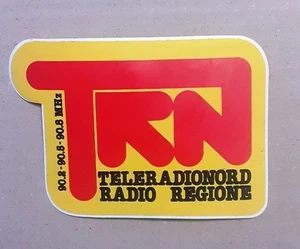 TRN
90.2-90.5-90.8 MHz
TELERADIONORD
RADIO REGIONE